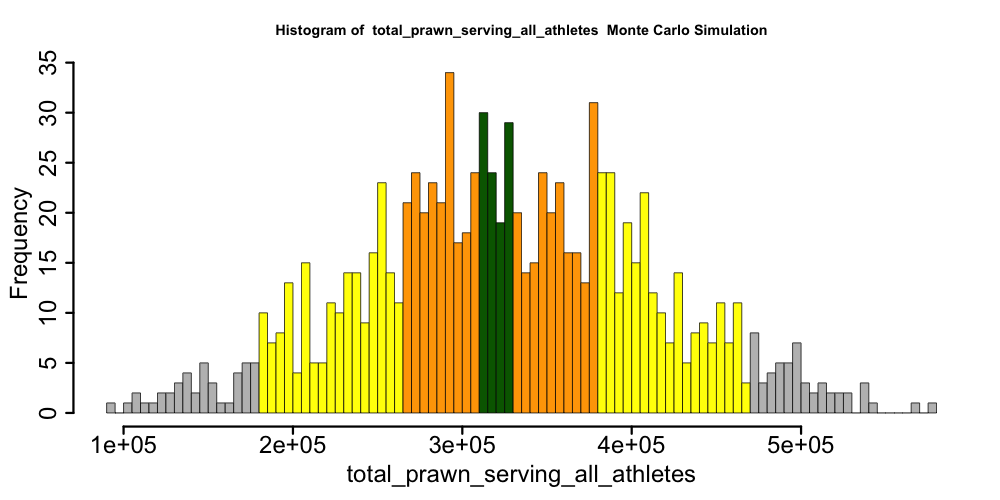 Histogram of  total_prawn_serving_all_athletes  Monte Carlo Simulation
Frequency
35
30
25
20
15
10
5
0
1e+05 2e+05 3e+05 4e+05 5e+05
total_prawn_serving_all_athletes